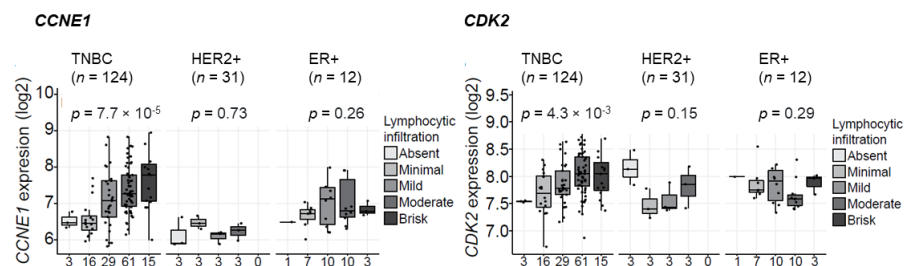 CCNE1
TNBC
(n = 124)
HER2+
(n = 31)
ER+
(n = 12)
p = 7.7 × 10-5
p = 0.73
p = 0.26
CCNE1 expression (log2)
10
9
8
7
6
3 16 29 61 15
3 3 3 3 0
1 7 10 10 3
Lymphocytic
infiltration
Absent
Minimal
Mild
Moderate
Brisk
CDK2
TNBC
(n = 124)
HER2+
(n = 31)
ER+
(n = 12)
p = 4.3 × 10-3
p = 0.15
p = 0.29
CDK2 expression (log2)
9.5
9.0
8.5
8.0
7.5
7.0
3 16 29 61 15
3 3 3 3 0
1 7 10 10 3
Lymphocytic
infiltration
Absent
Minimal
Mild
Moderate
Brisk